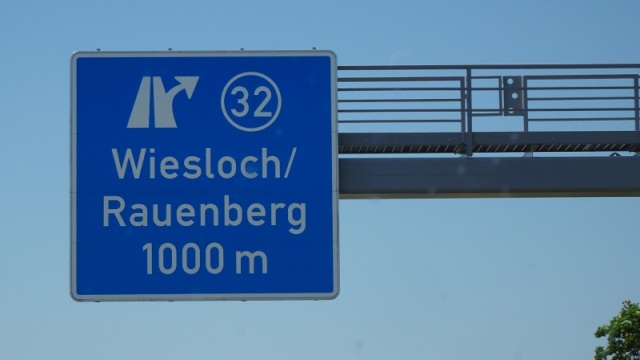 32
Wiesloch/
Rauenberg
1000 m